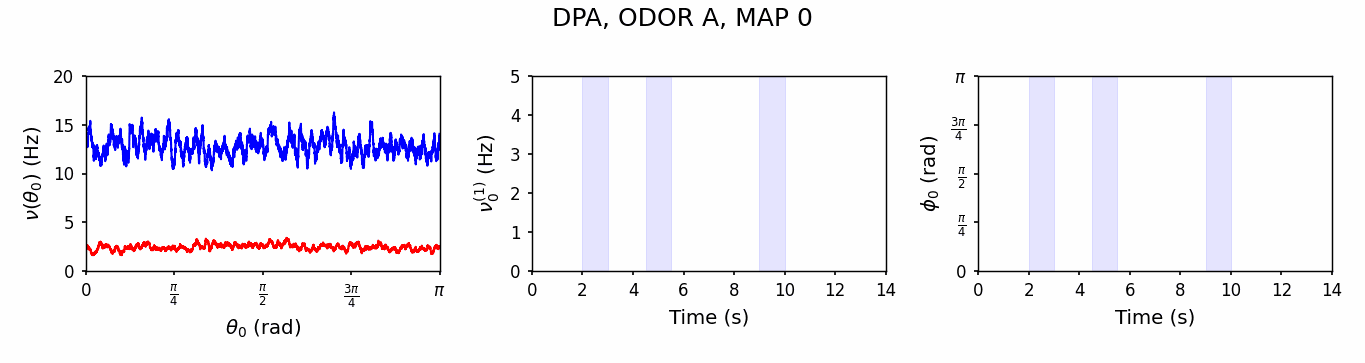 DPA, ODOR A, MAP 0
ν(θ₀) (Hz)
20
15
10
5
0
0 π/4 π/2 3π/4 π
θ₀ (rad)
ν₀⁽¹⁾ (Hz)
5
4
3
2
1
0
0 2 4 6 8 10 12 14
Time (s)
ϕ₀ (rad)
π
3π/4
π/2
π/4
0
0 2 4 6 8 10 12 14
Time (s)